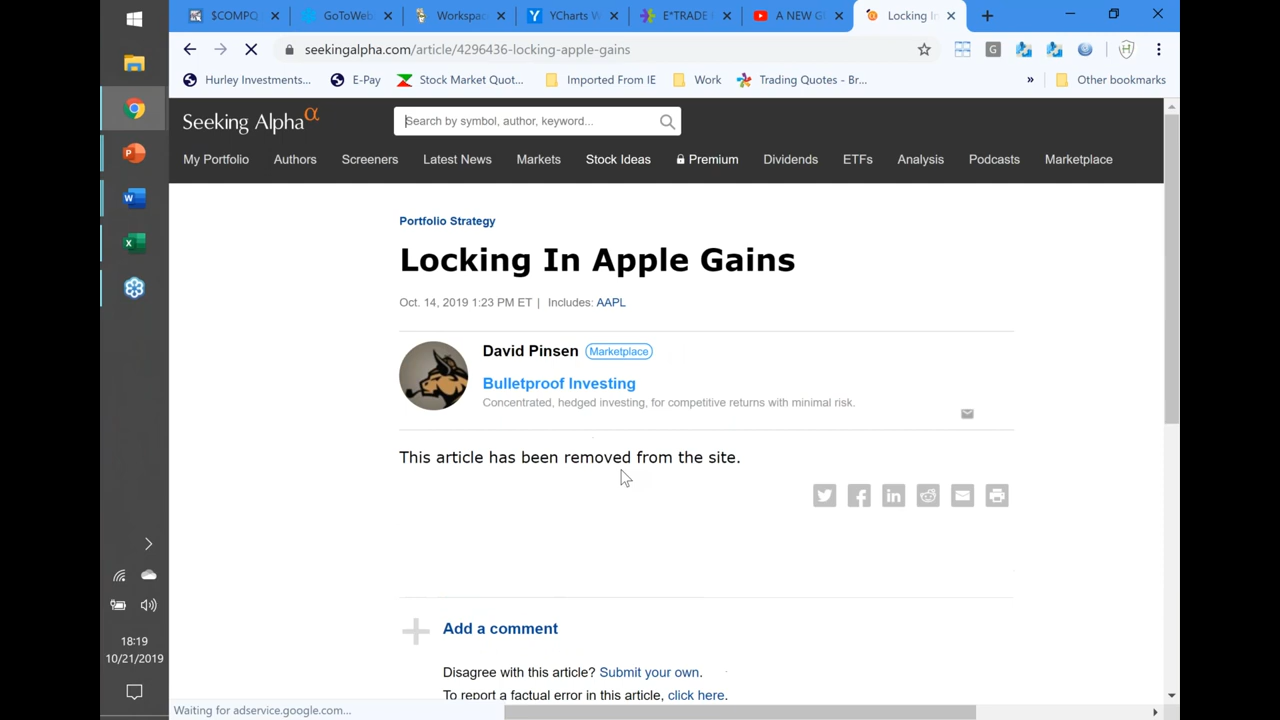 $COMPQ
GoToWeb
Workspac
YCharts W
E*TRADE
A NEW G
Locking In
seekingalpha.com/article/4296436-locking-apple-gains
Hurley Investments...
E-Pay
Stock Market Quot...
Imported From IE
Work
Trading Quotes - Br...
»
Other bookmarks
Seeking Alpha α
Search by symbol, author, keyword...
My Portfolio
Authors
Screeners
Latest News
Markets
Stock Ideas
Premium
Dividends
ETFs
Analysis
Podcasts
Marketplace
Portfolio Strategy
Locking In Apple Gains
Oct. 14, 2019 1:23 PM ET | Includes: AAPL
David Pinsen Marketplace
Bulletproof Investing
Concentrated, hedged investing, for competitive returns with minimal risk.
This article has been removed from the site.
Add a comment
Disagree with this article? Submit your own.
To report a factual error in this article, click here.
18:19
10/21/2019
Waiting for adservice.google.com...